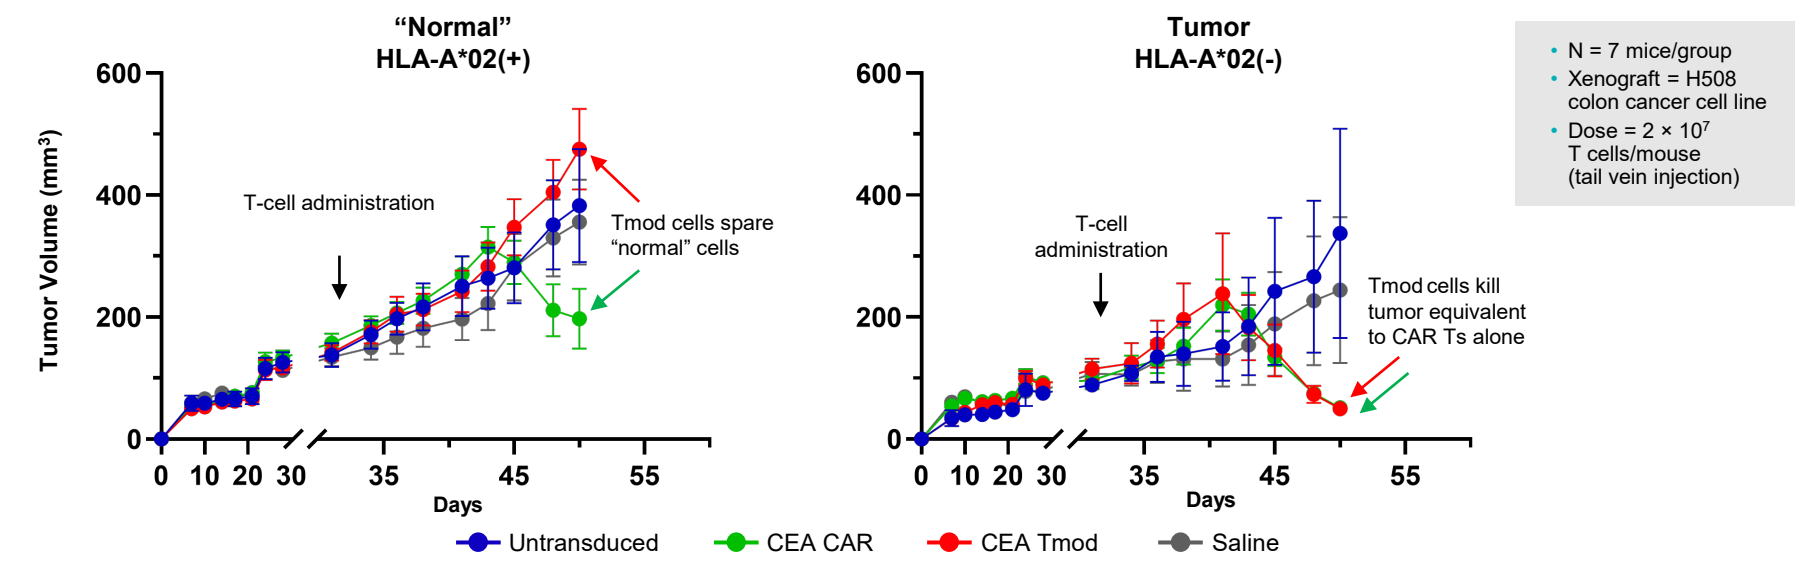 “Normal”
HLA-A*02(+)
600
400
200
0
Tumor Volume (mm³)
T-cell administration
Tmod cells spare
“normal” cells
0 10 20 30 35 45 55
Days
Tumor
HLA-A*02(-)
600
400
200
0
T-cell
administration
Tmod cells kill
tumor equivalent
to CAR Ts alone
0 10 20 30 35 45 55
Days
• N = 7 mice/group
• Xenograft = H508
colon cancer cell line
• Dose = 2 × 10⁷
T cells/mouse
(tail vein injection)
Untransduced CEA CAR CEA Tmod Saline